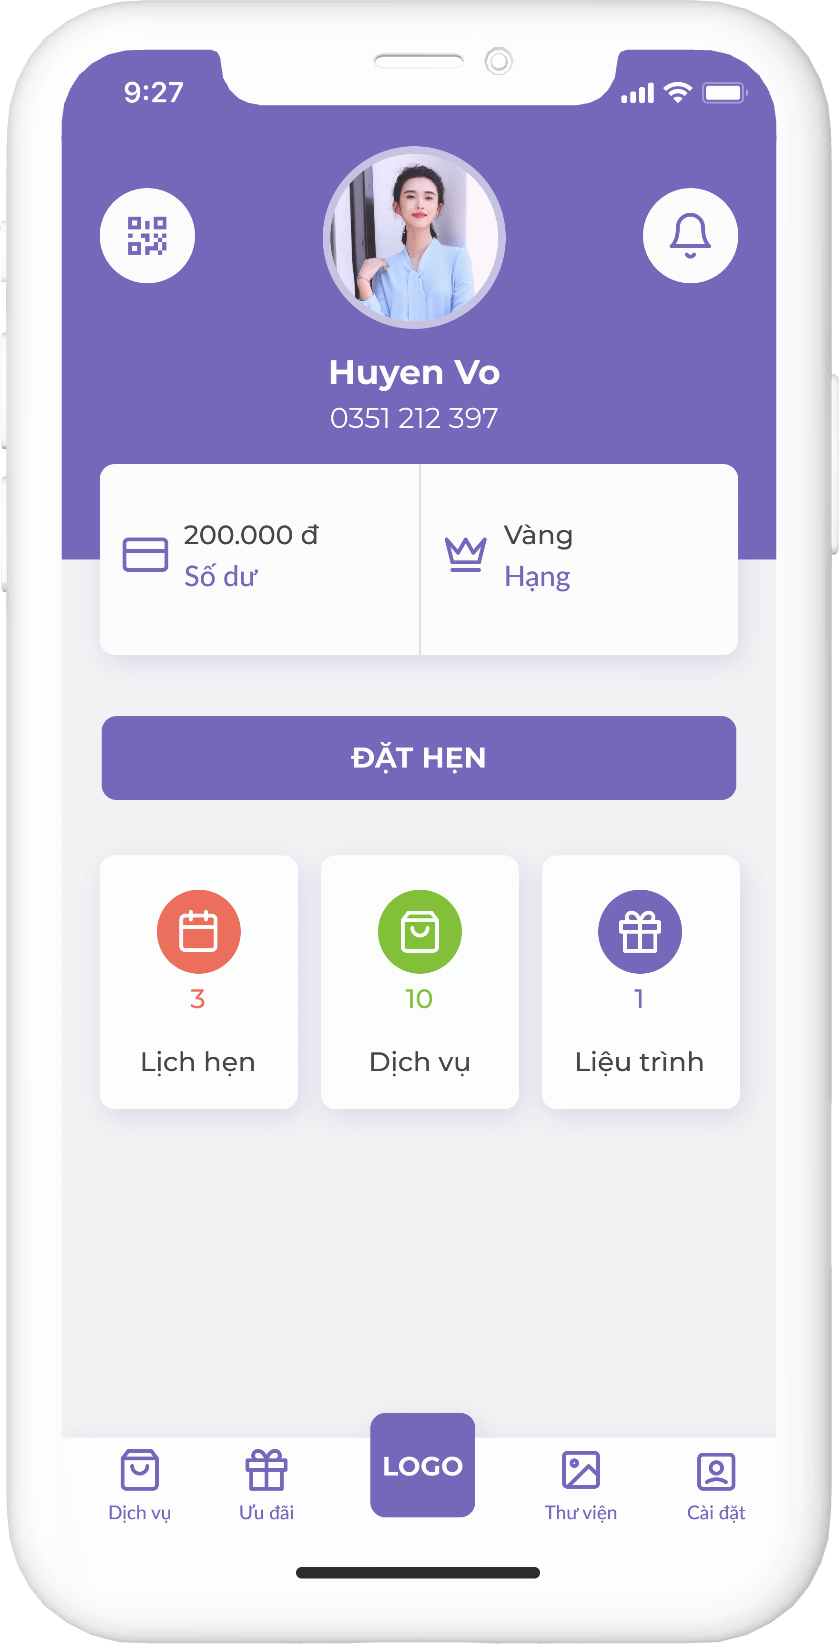 9:27
Huyen Vo
0351 212 397
200.000 đ
Số dư
Vàng
Hạng
ĐẶT HẸN
3
Lịch hẹn
10
Dịch vụ
1
Liệu trình
Dịch vụ
Ưu đãi
LOGO
Thư viện
Cài đặt